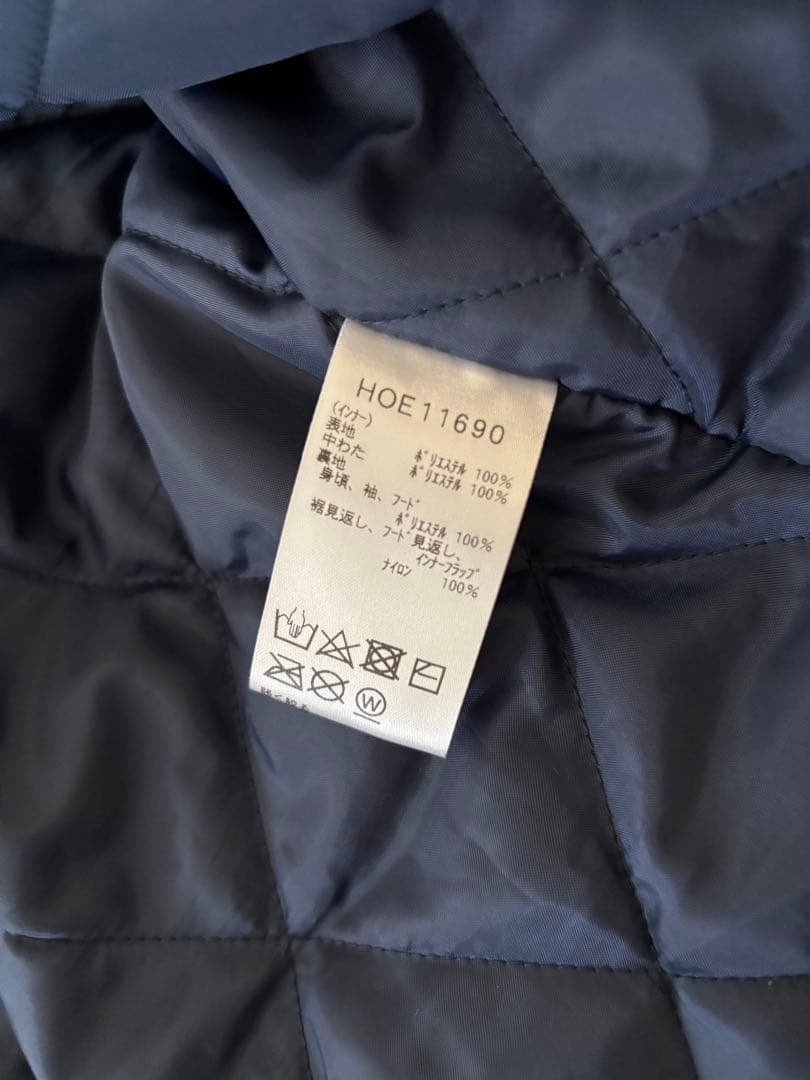 HOE11690
(インナー)
表地 ポリエステル 100%
中わた ポリエステル 100%
裏地
身頃、袖、フード
ポリエステル 100%
裾見返し、フード見返し、
インナーフラップ
ナイロン 100%
W